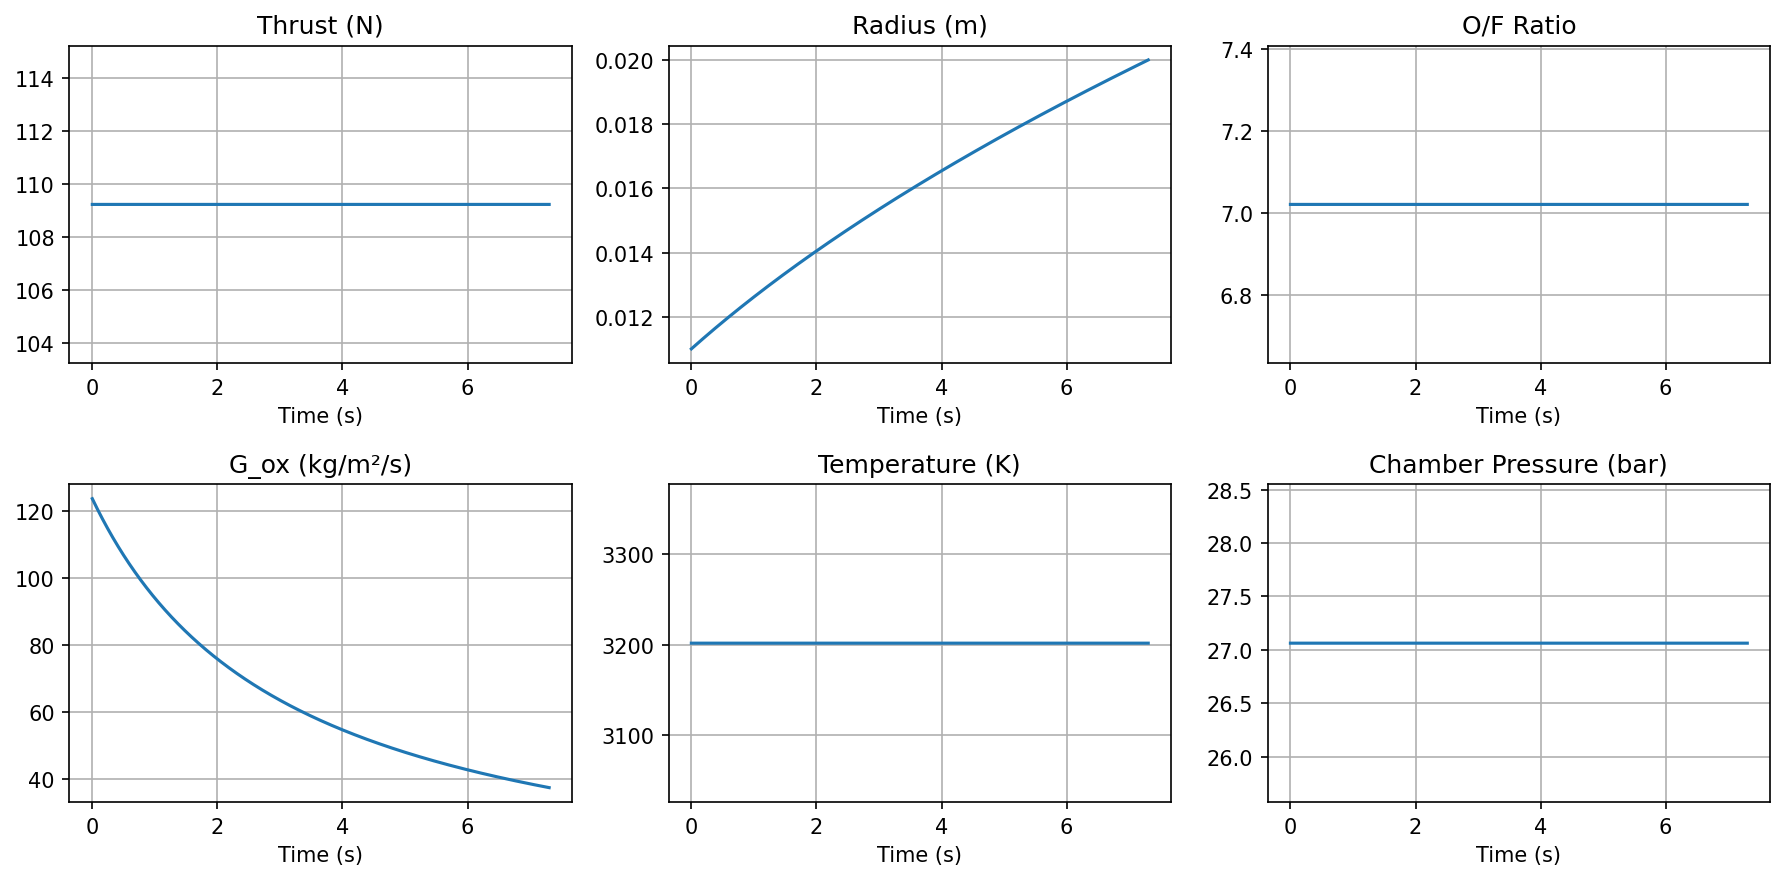 Thrust (N)
114
112
110
108
106
104
0 2 4 6
Time (s)
Radius (m)
0.020
0.018
0.016
0.014
0.012
0 2 4 6
Time (s)
O/F Ratio
7.4
7.2
7.0
6.8
0 2 4 6
Time (s)
G_ox (kg/m²/s)
120
100
80
60
40
0 2 4 6
Time (s)
Temperature (K)
3300
3200
3100
0 2 4 6
Time (s)
Chamber Pressure (bar)
28.5
28.0
27.5
27.0
26.5
26.0
0 2 4 6
Time (s)